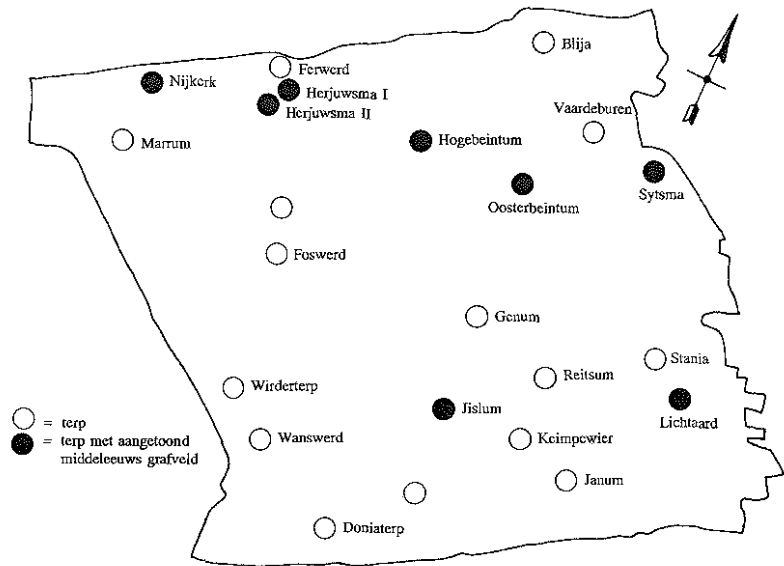 Blija
Ferwerd
Nijkerk
Herjuwsma I
Herjuwsma II
Vaardeburen
Marrum
Hogebeintum
Sytsma
Oosterbeintum
Foswerd
Genum
Stania
Reitsum
Wirderterp
Jislum
Lichtaard
= terp
= terp met aangetoond
middeleeuws grafveld
Wanswerd
Keimpewier
Janum
Doniaterp